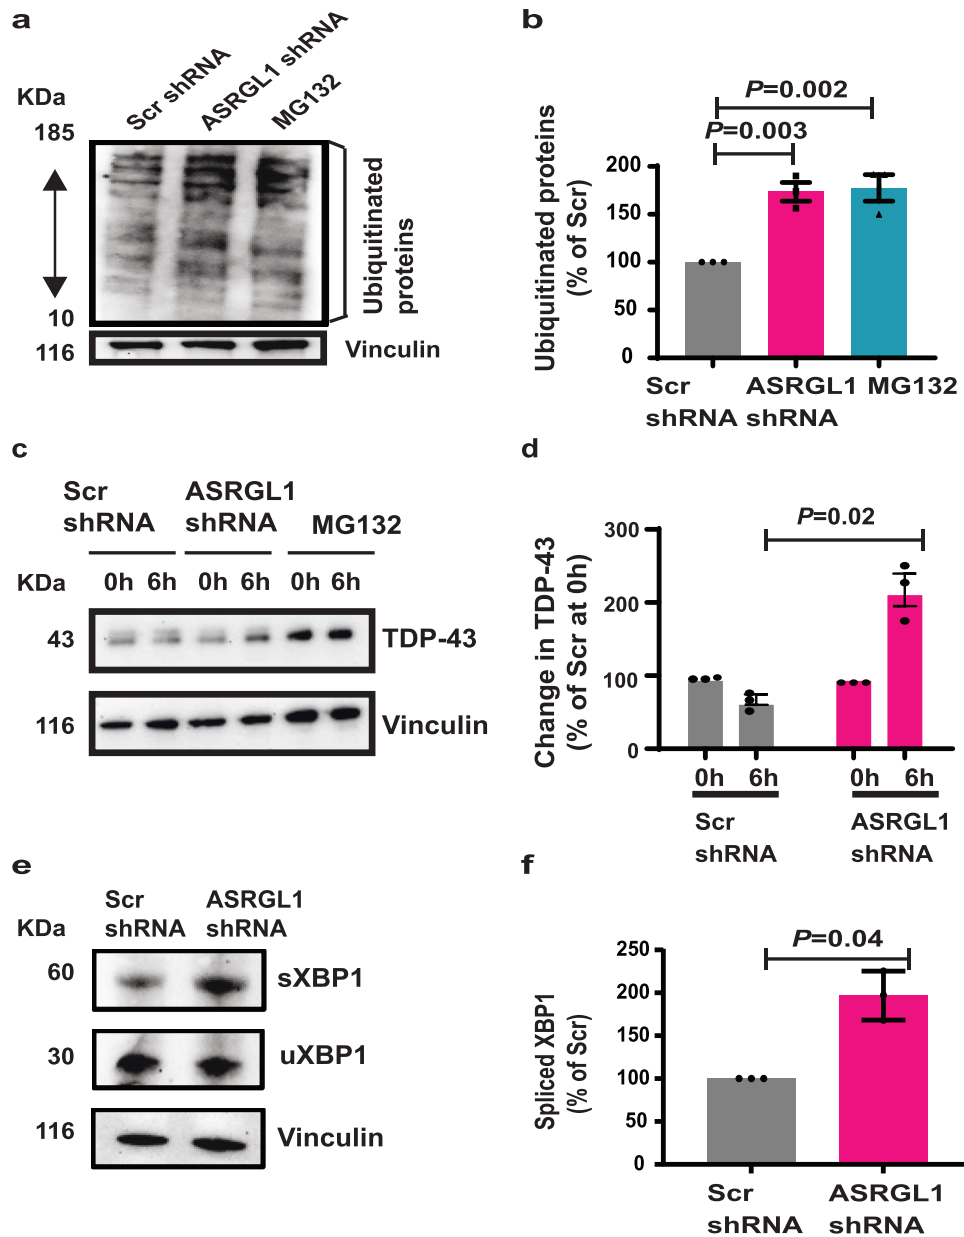 a
KDa
Scr shRNA
ASRGL1 shRNA
MG132
185
10
116
Ubiquitinated
proteins
Vinculin
b
P=0.002
P=0.003
Ubiquitinated proteins
(% of Scr)
200
150
100
50
0
Scr
shRNA
ASRGL1
shRNA
MG132
c
Scr
shRNA
ASRGL1
shRNA
MG132
KDa
0h 6h 0h 6h 0h 6h
43
TDP-43
116
Vinculin
d
P=0.02
Change in TDP-43
(% of Scr at 0h)
300
200
100
0
0h 6h 0h 6h
Scr
shRNA
ASRGL1
shRNA
e
Scr
shRNA
ASRGL1
shRNA
KDa
60
sXBP1
30
uXBP1
116
Vinculin
f
P=0.04
Spliced XBP1
(% of Scr)
250
200
150
100
50
0
Scr
shRNA
ASRGL1
shRNA